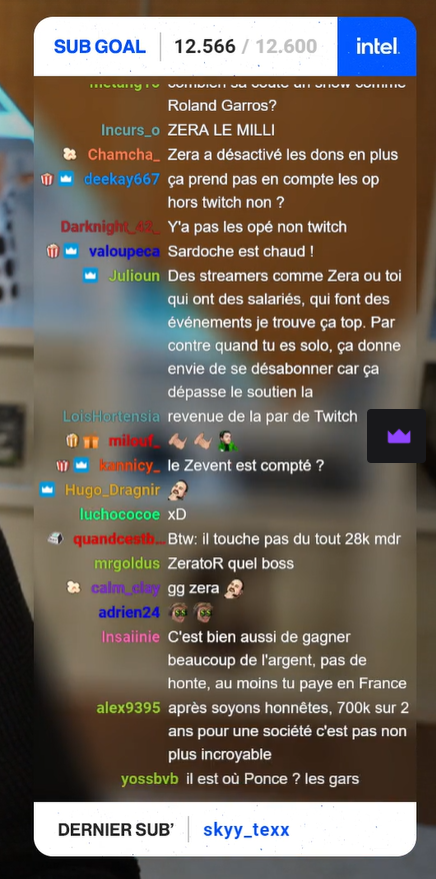 SUB GOAL 12.566 / 12.600 intel.
Metang10 combien sa coute un show comme
Roland Garros?
Incurs_o ZERA LE MILLI
Chamcha_ Zera a désactivé les dons en plus
deekay667 ça prend pas en compte les op
hors twitch non ?
Darknight_42_ Y'a pas les opé non twitch
valoupeca Sardoche est chaud !
Julioun Des streamers comme Zera ou toi
qui ont des salariés, qui font des
événements je trouve ça top. Par
contre quand tu es solo, ça donne
envie de se désabonner car ça
dépasse le soutien la
LoisHortensia revenue de la par de Twitch
milouf_
kannicy_ le Zevent est compté ?
Hugo_Dragnir
luchococoe xD
quandcestb... Btw: il touche pas du tout 28k mdr
mrgoldus ZeratoR quel boss
calm_clay gg zera
adrien24
Insaiinie C'est bien aussi de gagner
beaucoup de l'argent, pas de
honte, au moins tu paye en France
alex9395 après soyons honnêtes, 700k sur 2
ans pour une société c'est pas non
plus incroyable
yossbvb il est où Ponce ? les gars
DERNIER SUB' skyy_texx